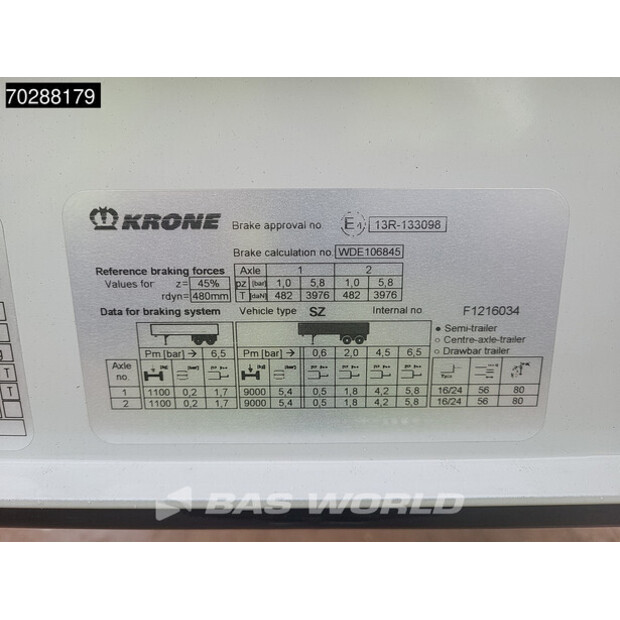 70288179
KRONE Brake approval no. E4 13R-133098
Brake calculation no. WDE106845
Reference braking forces Axle 1 2
Values for z= 45% pz [bar] 1,0 5,8 1,0 5,8
rdyn= 480mm T [daN] 482 3976 482 3976
Data for braking system Vehicle type SZ Internal no. F1216034
Semi-trailer
Centre-axle-trailer
Drawbar trailer
Pm [bar] → 6,5 Pm [bar] → 0,6 2,0 4,5 6,5
Axle no.
1 1100 0,2 1,7 9000 5,4 0,5 1,8 4,2 5,8 16/24 56 80
2 1100 0,2 1,7 9000 5,4 0,5 1,8 4,2 5,8 16/24 56 80
T
T
BAS WORLD